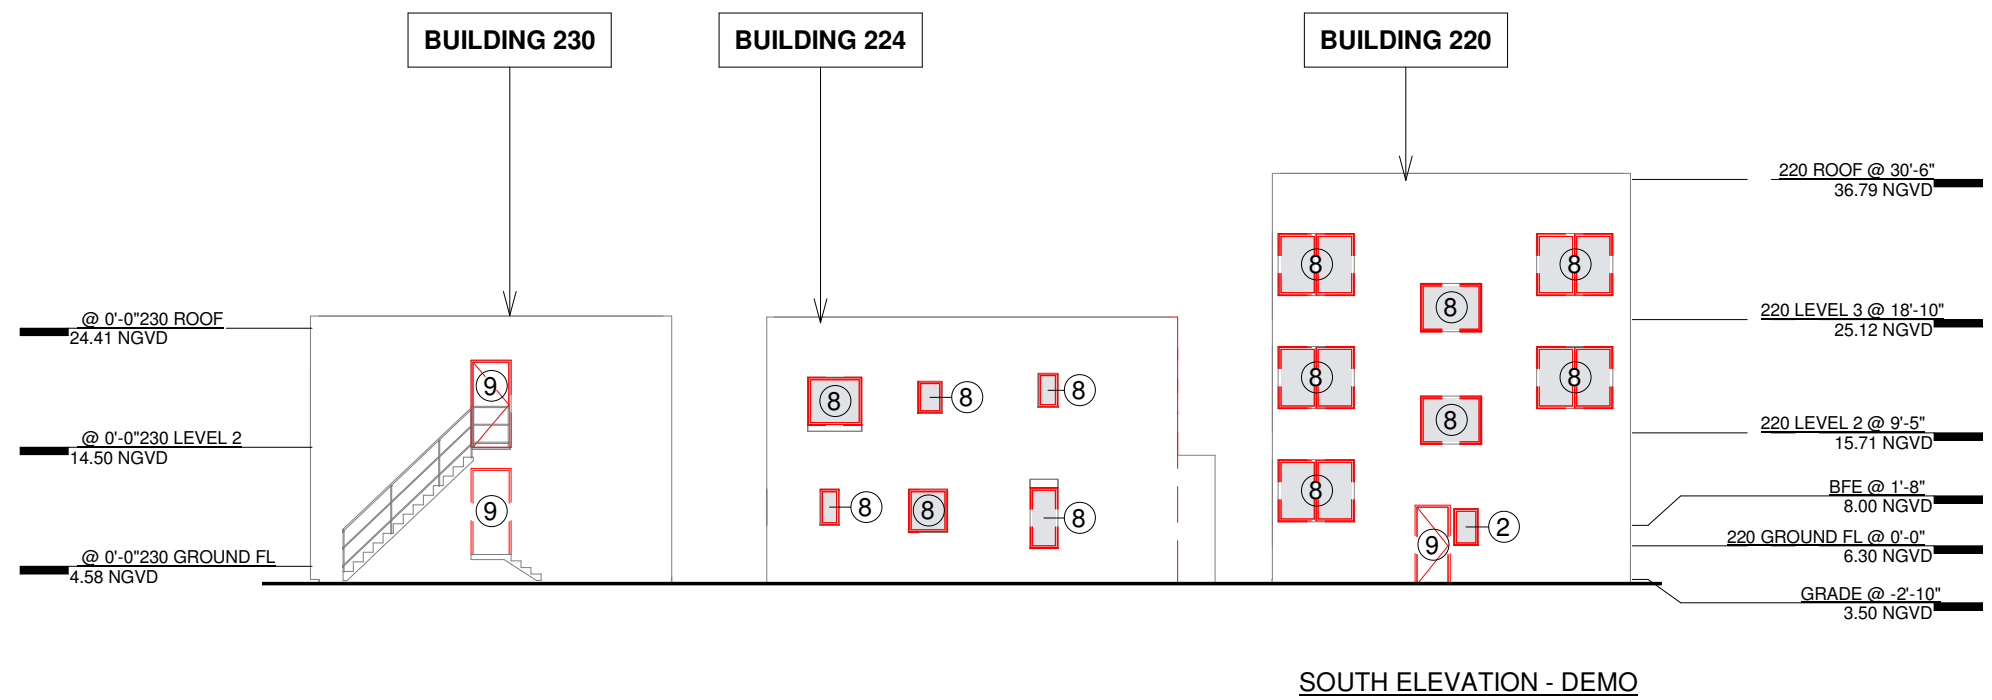 BUILDING 230
BUILDING 224
BUILDING 220
@ 0'-0"230 ROOF
24.41 NGVD
@ 0'-0"230 LEVEL 2
14.50 NGVD
@ 0'-0"230 GROUND FL
4.58 NGVD
9
9
8
8
8
8
8
8
8
8
8
8
8
8
8
2
9
220 ROOF @ 30'-6"
36.79 NGVD
220 LEVEL 3 @ 18'-10"
25.12 NGVD
220 LEVEL 2 @ 9'-5"
15.71 NGVD
BFE @ 1'-8"
8.00 NGVD
220 GROUND FL @ 0'-0"
6.30 NGVD
GRADE @ -2'-10"
3.50 NGVD
SOUTH ELEVATION - DEMO